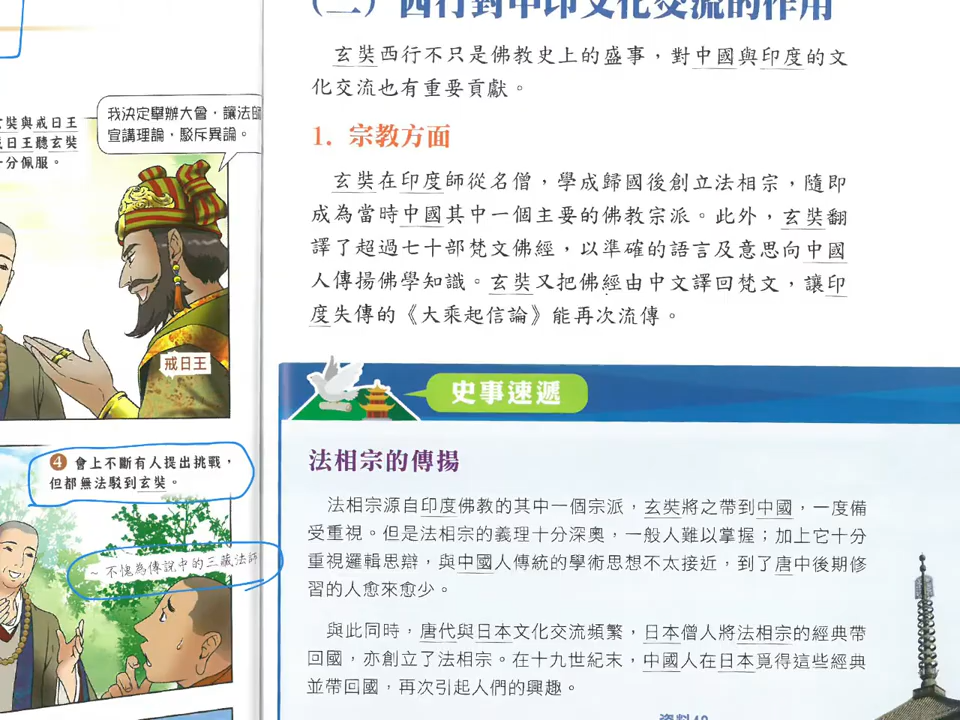 玄奘與戒日王
戒日王聽玄奘
十分佩服。
我決定舉辦大會，讓法師
宣講理論，駁斥異論。
戒日王
4 會上不斷有人提出挑戰，
但都無法駁到玄奘。
~ 不愧為傳說中的三藏法師
（二）西行對中印文化交流的作用
玄奘西行不只是佛教史上的盛事，對中國與印度的文
化交流也有重要貢獻。
1. 宗教方面
玄奘在印度師從名僧，學成歸國後創立法相宗，隨即
成為當時中國其中一個主要的佛教宗派。此外，玄奘翻
譯了超過七十部梵文佛經，以準確的語言及意思向中國
人傳揚佛學知識。玄奘又把佛經由中文譯回梵文，讓印
度失傳的《大乘起信論》能再次流傳。
史事速遞
法相宗的傳揚
法相宗源自印度佛教的其中一個宗派，玄奘將之帶到中國，一度備
受重視。但是法相宗的義理十分深奧，一般人難以掌握；加上它十分
重視邏輯思辯，與中國人傳統的學術思想不太接近，到了唐中後期修
習的人愈來愈少。
與此同時，唐代與日本文化交流頻繁，日本僧人將法相宗的經典帶
回國，亦創立了法相宗。在十九世紀末，中國人在日本覓得這些經典
並帶回國，再次引起人們的興趣。